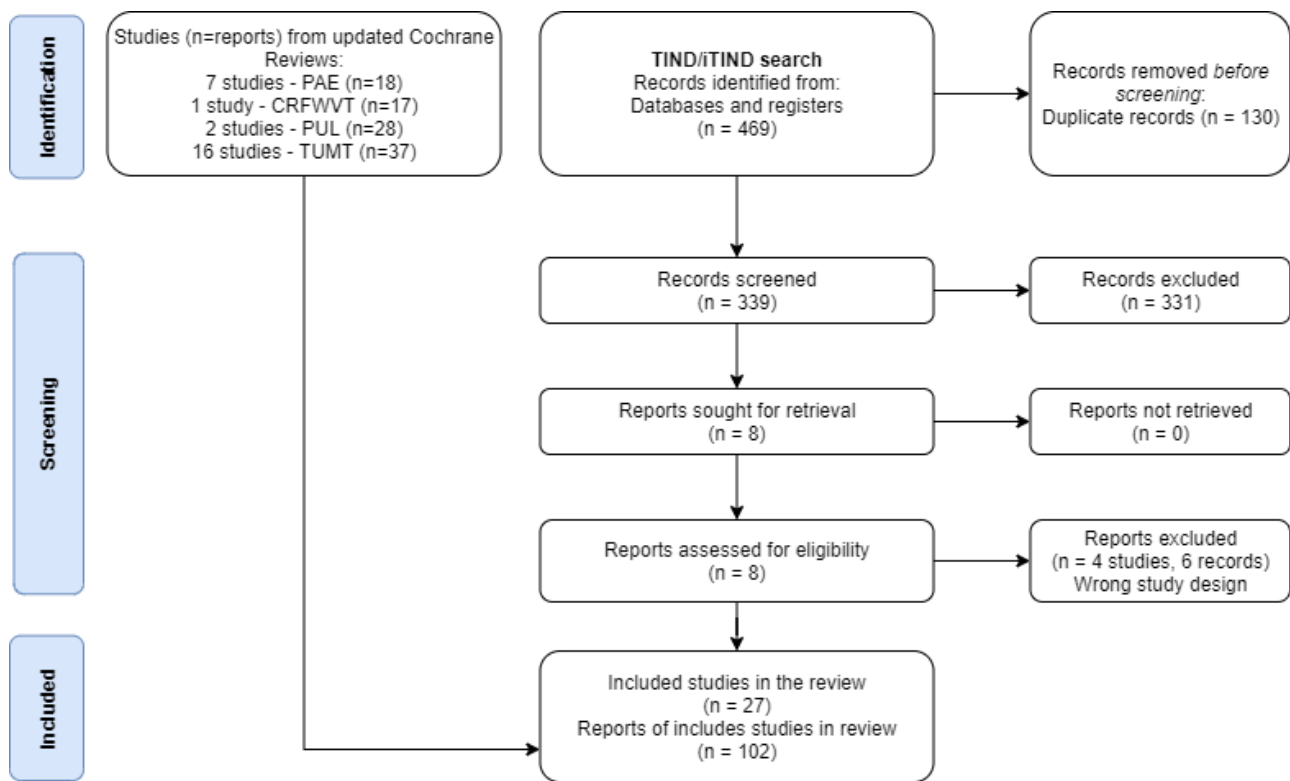 Identification
Studies (n=reports) from updated Cochrane
Reviews:
7 studies - PAE (n=18)
1 study - CRFWVT (n=17)
2 studies - PUL (n=28)
16 studies - TUMT (n=37)
TIND/iTIND search
Records identified from:
Databases and registers
(n = 469)
Records removed before
screening:
Duplicate records (n = 130)
Screening
Records screened
(n = 339)
Records excluded
(n = 331)
Reports sought for retrieval
(n = 8)
Reports not retrieved
(n = 0)
Reports assessed for eligibility
(n = 8)
Reports excluded
(n = 4 studies, 6 records)
Wrong study design
Included
Included studies in the review
(n = 27)
Reports of includes studies in review
(n = 102)